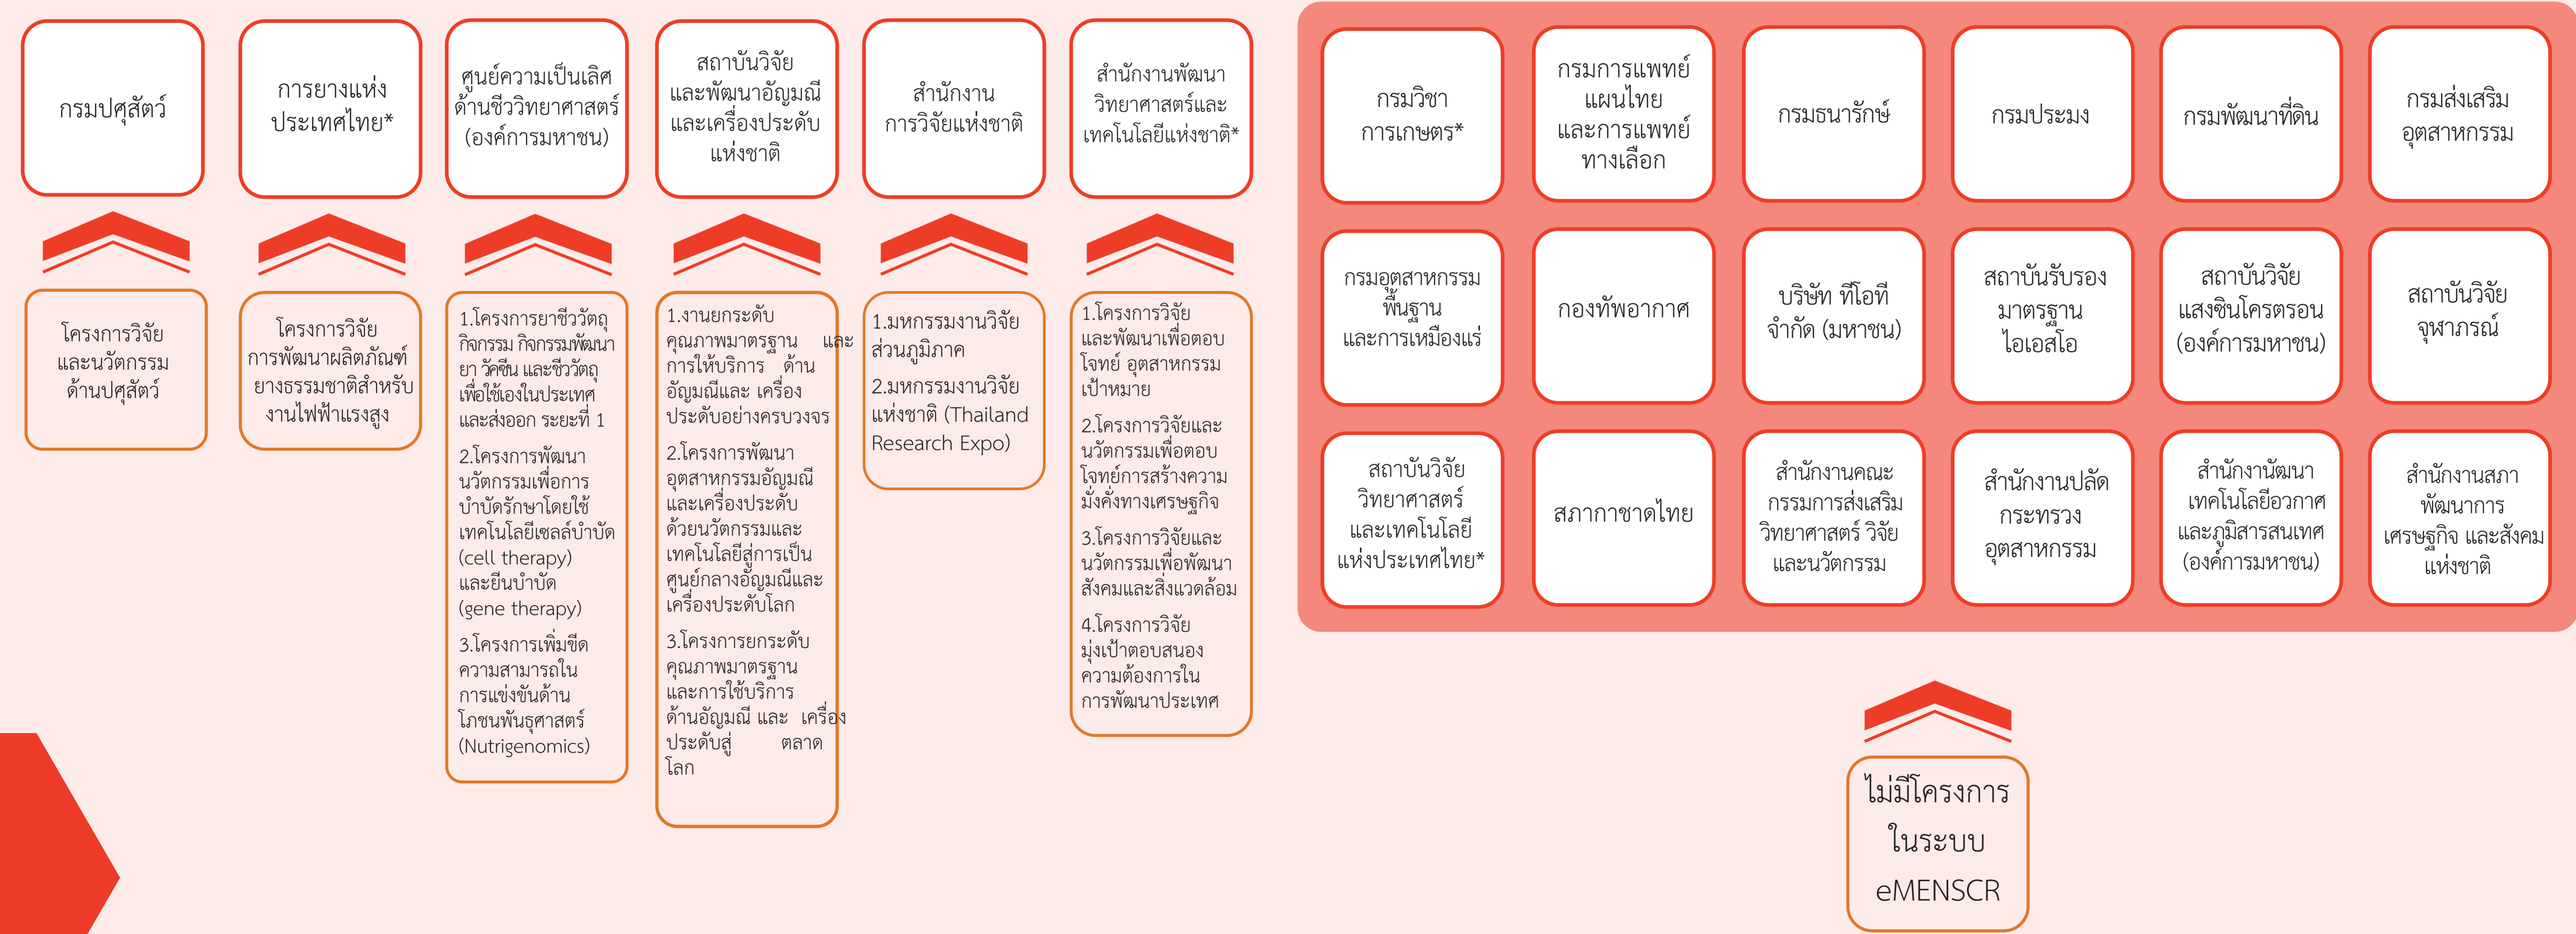 กรมปศุสัตว์
การยางแห่ง
ประเทศไทย*
ศูนย์ความเป็นเลิศ
ด้านชีววิทยาศาสตร์
(องค์การมหาชน)
สถาบันวิจัย
และพัฒนาอัญมณี
และเครื่องประดับ
แห่งชาติ
สำนักงาน
การวิจัยแห่งชาติ
สำนักงานพัฒนา
วิทยาศาสตร์และ
เทคโนโลยีแห่งชาติ*
โครงการวิจัย
และนวัตกรรม
ด้านปศุสัตว์
โครงการวิจัย
การพัฒนาผลิตภัณฑ์
ยางธรรมชาติสำหรับ
งานไฟฟ้าแรงสูง
1.โครงการยาชีววัตถุ
กิจกรรม กิจกรรมพัฒนา
ยา วัคซีน และชีววัตถุ
เพื่อใช้เองในประเทศ
และส่งออก ระยะที่ 1
2.โครงการพัฒนา
นวัตกรรมเพื่อการ
บำบัดรักษาโดยใช้
เทคโนโลยีเซลล์บำบัด
(cell therapy)
และยีนบำบัด
(gene therapy)
3.โครงการเพิ่มขีด
ความสามารถใน
การแข่งขันด้าน
โภชนพันธุศาสตร์
(Nutrigenomics)
1.งานยกระดับ
คุณภาพมาตรฐาน และ
การให้บริการ ด้าน
อัญมณีและ เครื่อง
ประดับอย่างครบวงจร
2.โครงการพัฒนา
อุตสาหกรรมอัญมณี
และเครื่องประดับ
ด้วยนวัตกรรมและ
เทคโนโลยีสู่การเป็น
ศูนย์กลางอัญมณีและ
เครื่องประดับโลก
3.โครงการยกระดับ
คุณภาพมาตรฐาน
และการใช้บริการ
ด้านอัญมณี และ เครื่อง
ประดับสู่ ตลาด
โลก
1.มหกรรมงานวิจัย
ส่วนภูมิภาค
2.มหกรรมงานวิจัย
แห่งชาติ (Thailand
Research Expo)
1.โครงการวิจัย
และพัฒนาเพื่อตอบ
โจทย์ อุตสาหกรรม
เป้าหมาย
2.โครงการวิจัยและ
นวัตกรรมเพื่อตอบ
โจทย์การสร้างความ
มั่งคั่งทางเศรษฐกิจ
3.โครงการวิจัยและ
นวัตกรรมเพื่อพัฒนา
สังคมและสิ่งแวดล้อม
4.โครงการวิจัย
มุ่งเป้าตอบสนอง
ความต้องการใน
การพัฒนาประเทศ
กรมวิชา
การเกษตร*
กรมการแพทย์
แผนไทย
และการแพทย์
ทางเลือก
กรมธนารักษ์
กรมประมง
กรมพัฒนาที่ดิน
กรมส่งเสริม
อุตสาหกรรม
กรมอุตสาหกรรม
พื้นฐาน
และการเหมืองแร่
กองทัพอากาศ
บริษัท ทีโอที
จำกัด (มหาชน)
สถาบันรับรอง
มาตรฐาน
ไอเอสโอ
สถาบันวิจัย
แสงซินโครตรอน
(องค์การมหาชน)
สถาบันวิจัย
จุฬาภรณ์
สถาบันวิจัย
วิทยาศาสตร์
และเทคโนโลยี
แห่งประเทศไทย*
สภากาชาดไทย
สำนักงานคณะ
กรรมการส่งเสริม
วิทยาศาสตร์ วิจัย
และนวัตกรรม
สำนักงานปลัด
กระทรวง
อุตสาหกรรม
สำนักงานัฒนา
เทคโนโลยีอวกาศ
และภูมิสารสนเทศ
(องค์การมหาชน)
สำนักงานสภา
พัฒนาการ
เศรษฐกิจ และสังคม
แห่งชาติ
ไม่มีโครงการ
ในระบบ
eMENSCR